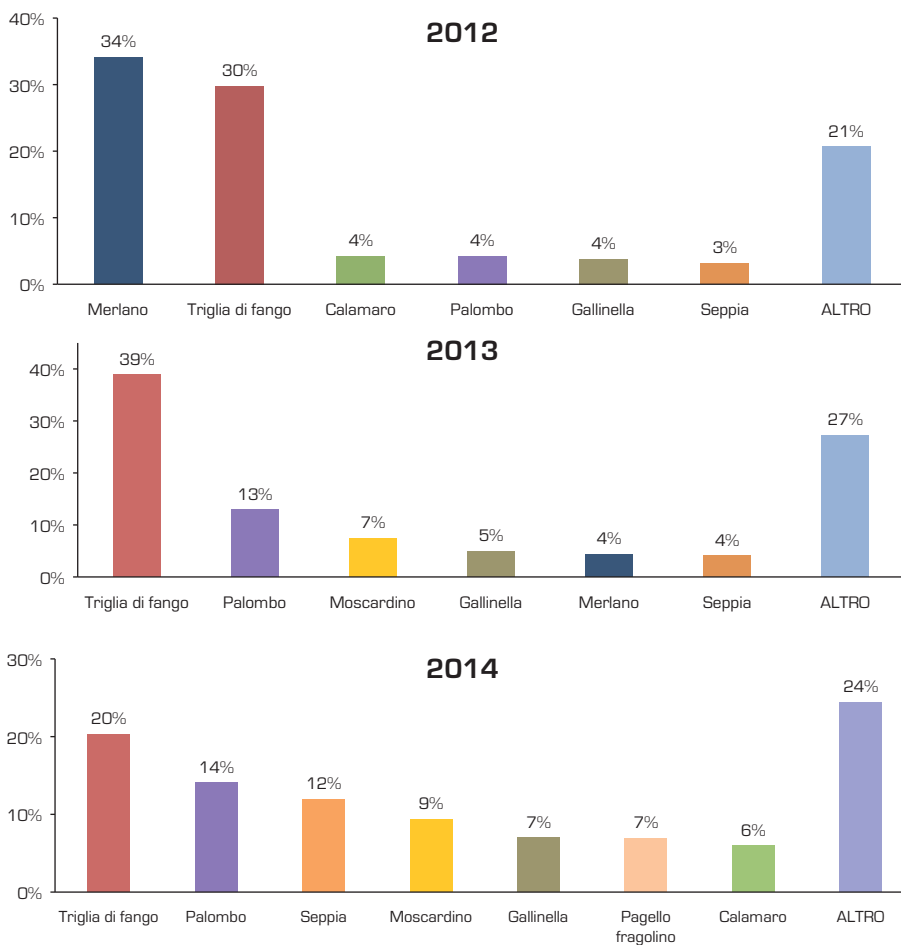 2012
40%
30%
20%
10%
0%
34%
30%
4%
4%
4%
3%
21%
Merlano
Triglia di fango
Calamaro
Palombo
Gallinella
Seppia
ALTRO
2013
40%
30%
20%
10%
0%
39%
13%
7%
5%
4%
4%
27%
Triglia di fango
Palombo
Moscardino
Gallinella
Merlano
Seppia
ALTRO
2014
30%
20%
10%
0%
20%
14%
12%
9%
7%
7%
6%
24%
Triglia di fango
Palombo
Seppia
Moscardino
Gallinella
Pagello
fragolino
Calamaro
ALTRO